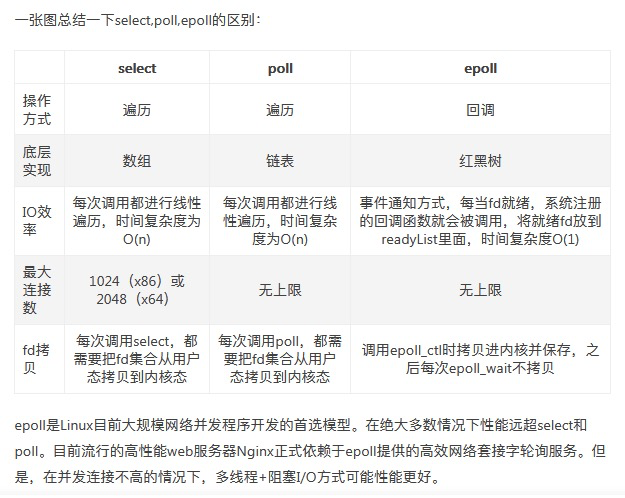 一张图总结一下select,poll,epoll的区别：
select poll epoll
操作方式 遍历 遍历 回调
底层实现 数组 链表 红黑树
IO效率 每次调用都进行线性遍历，时间复杂度为O(n) 每次调用都进行线性遍历，时间复杂度为O(n) 事件通知方式，每当fd就绪，系统注册的回调函数就会被调用，将就绪fd放到readyList里面，时间复杂度O(1)
最大连接数 1024（x86）或2048（x64） 无上限 无上限
fd拷贝 每次调用select，都需要把fd集合从用户态拷贝到内核态 每次调用poll，都需要把fd集合从用户态拷贝到内核态 调用epoll_ctl时拷贝进内核并保存，之后每次epoll_wait不拷贝
epoll是Linux目前大规模网络并发程序开发的首选模型。在绝大多数情况下性能远超select和
poll。目前流行的高性能web服务器Nginx正式依赖于epoll提供的高效网络套接字轮询服务。但
是，在并发连接不高的情况下，多线程+阻塞I/O方式可能性能更好。